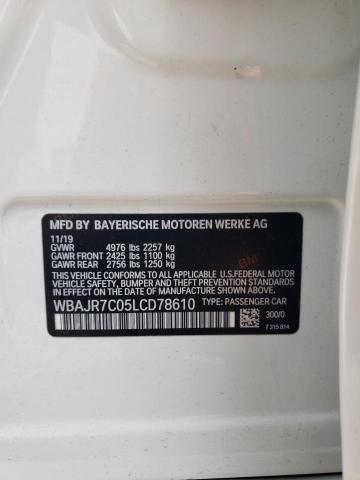 MFD BY BAYERISCHE MOTOREN WERKE AG
11/19
GVWR 4976 lbs 2257 kg
GAWR FRONT 2425 lbs 1100 kg
GAWR REAR 2756 lbs 1250 kg
THIS VEHICLE CONFORMS TO ALL APPLICABLE U.S. FEDERAL MOTOR
VEHICLE SAFETY, BUMPER AND THEFT PREVENTION STANDARDS
IN EFFECT ON THE DATE OF MANUFACTURE SHOWN ABOVE.
WBAJR7C05LCD78610 TYPE: PASSENGER CAR
300/0
7 315 814